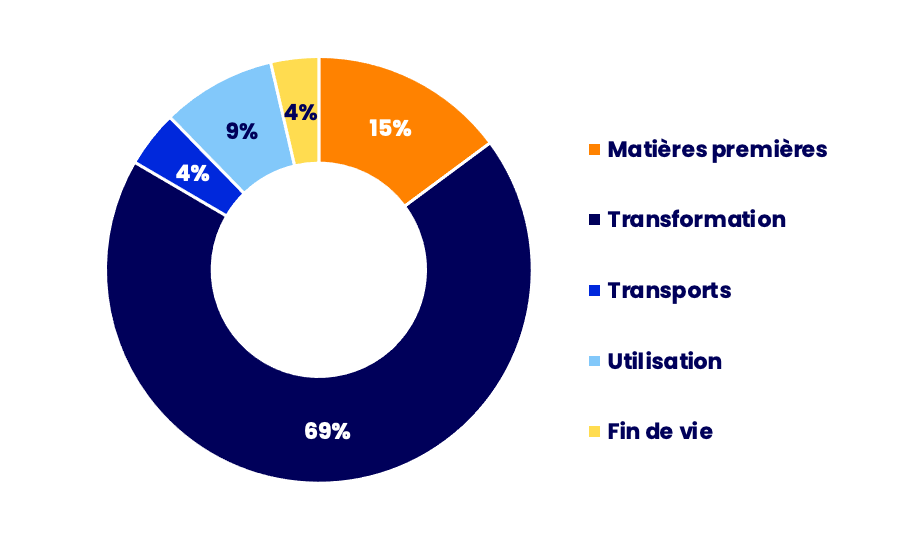 4%
15%
9%
4%
69%
Matières premières
Transformation
Transports
Utilisation
Fin de vie